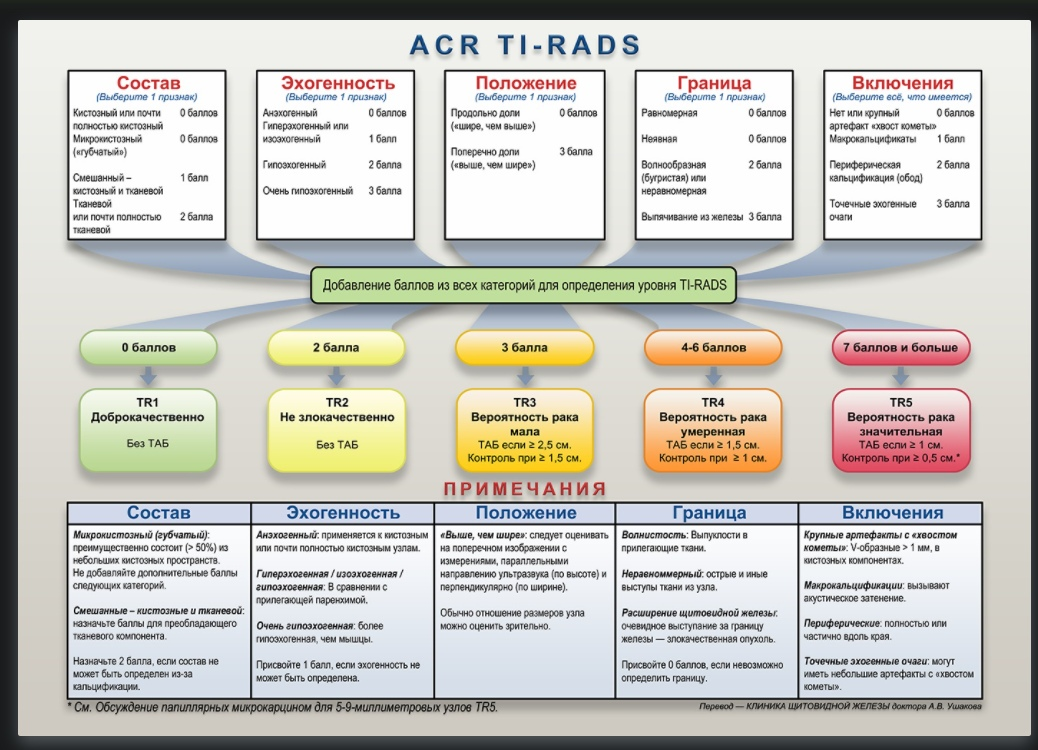 ACR TI-RADS
Состав
(Выберите 1 признак)
Кистозный или почти 0 баллов
полностью кистозный
Микрокистозный 0 баллов
(«губчатый»)
Смешанный – 1 балл
кистозный и тканевой
Тканевой
или почти полностью 2 балла
тканевой
Эхогенность
(Выберите 1 признак)
Анэхогенный 0 баллов
Гиперэхогенный или
изоэхогенный 1 балл
Гипоэхогенный 2 балла
Очень гипоэхогенный 3 балла
Положение
(Выберите 1 признак)
Продольно доли 0 баллов
(«шире, чем выше»)
Поперечно доли 3 балла
(«выше, чем шире»)
Граница
(Выберите 1 признак)
Равномерная 0 баллов
Неявная 0 баллов
Волнообразная 2 балла
(бугристая) или
неравномерная
Выпячивание из железы 3 балла
Включения
(Выберите всё, что имеется)
Нет или крупный 0 баллов
артефакт «хвост кометы»
Макрокальцификаты 1 балл
Периферическая 2 балла
кальцификация (обод)
Точечные эхогенные 3 балла
очаги
Добавление баллов из всех категорий для определения уровня TI-RADS
0 баллов
2 балла
3 балла
4-6 баллов
7 баллов и больше
TR1
Доброкачественно
Без ТАБ
TR2
Не злокачественно
Без ТАБ
TR3
Вероятность рака
мала
ТАБ если ≥ 2,5 см.
Контроль при ≥ 1,5 см.
TR4
Вероятность рака
умеренная
ТАБ если ≥ 1,5 см.
Контроль при ≥ 1 см.
TR5
Вероятность рака
значительная
ТАБ если ≥ 1 см.
Контроль при ≥ 0,5 см.*
ПРИМЕЧАНИЯ
Состав
Микрокистозный (губчатый):
преимущественно состоит (> 50%) из
небольших кистозных пространств.
Не добавляйте дополнительные баллы
следующих категорий.
Смешанные – кистозные и тканевой:
назначьте баллы для преобладающего
тканевого компонента.
Назначьте 2 балла, если состав не
может быть определен из-за
кальцификации.
Эхогенность
Анэхогенный: применяется к кистозным
или почти полностью кистозным узлам.
Гиперэхогенная / изоэхогенная /
гипоэхогенная: В сравнении с
прилегающей паренхимой.
Очень гипоэхогенная: более
гипоэхогенная, чем мышцы.
Присвойте 1 балл, если эхогенность не
может быть определена.
Положение
«Выше, чем шире»: следует оценивать
на поперечном изображении с
измерениями, параллельными
направлению ультразвука (по высоте) и
перпендикулярно (по ширине).
Обычно отношение размеров узла
можно оценить зрительно.
Граница
Волнистость: Выпуклости в
прилегающие ткани.
Неравномерный: острые и иные
выступы ткани из узла.
Расширение щитовидной железы:
очевидное выступание за границу
железы — злокачественная опухоль.
Присвойте 0 баллов, если невозможно
определить границу.
Включения
Крупные артефакты с «хвостом
кометы»: V-образные > 1 мм, в
кистозных компонентах.
Макрокальцификации: вызывают
акустическое затенение.
Периферические: полностью или
частично вдоль края.
Точечные эхогенные очаги: могут
иметь небольшие артефакты с «хвостом
кометы».
* См. Обсуждение папиллярных микрокарцином для 5-9-миллиметровых узлов TR5.
Перевод — КЛИНИКА ЩИТОВИДНОЙ ЖЕЛЕЗЫ доктора А.В. Ушакова